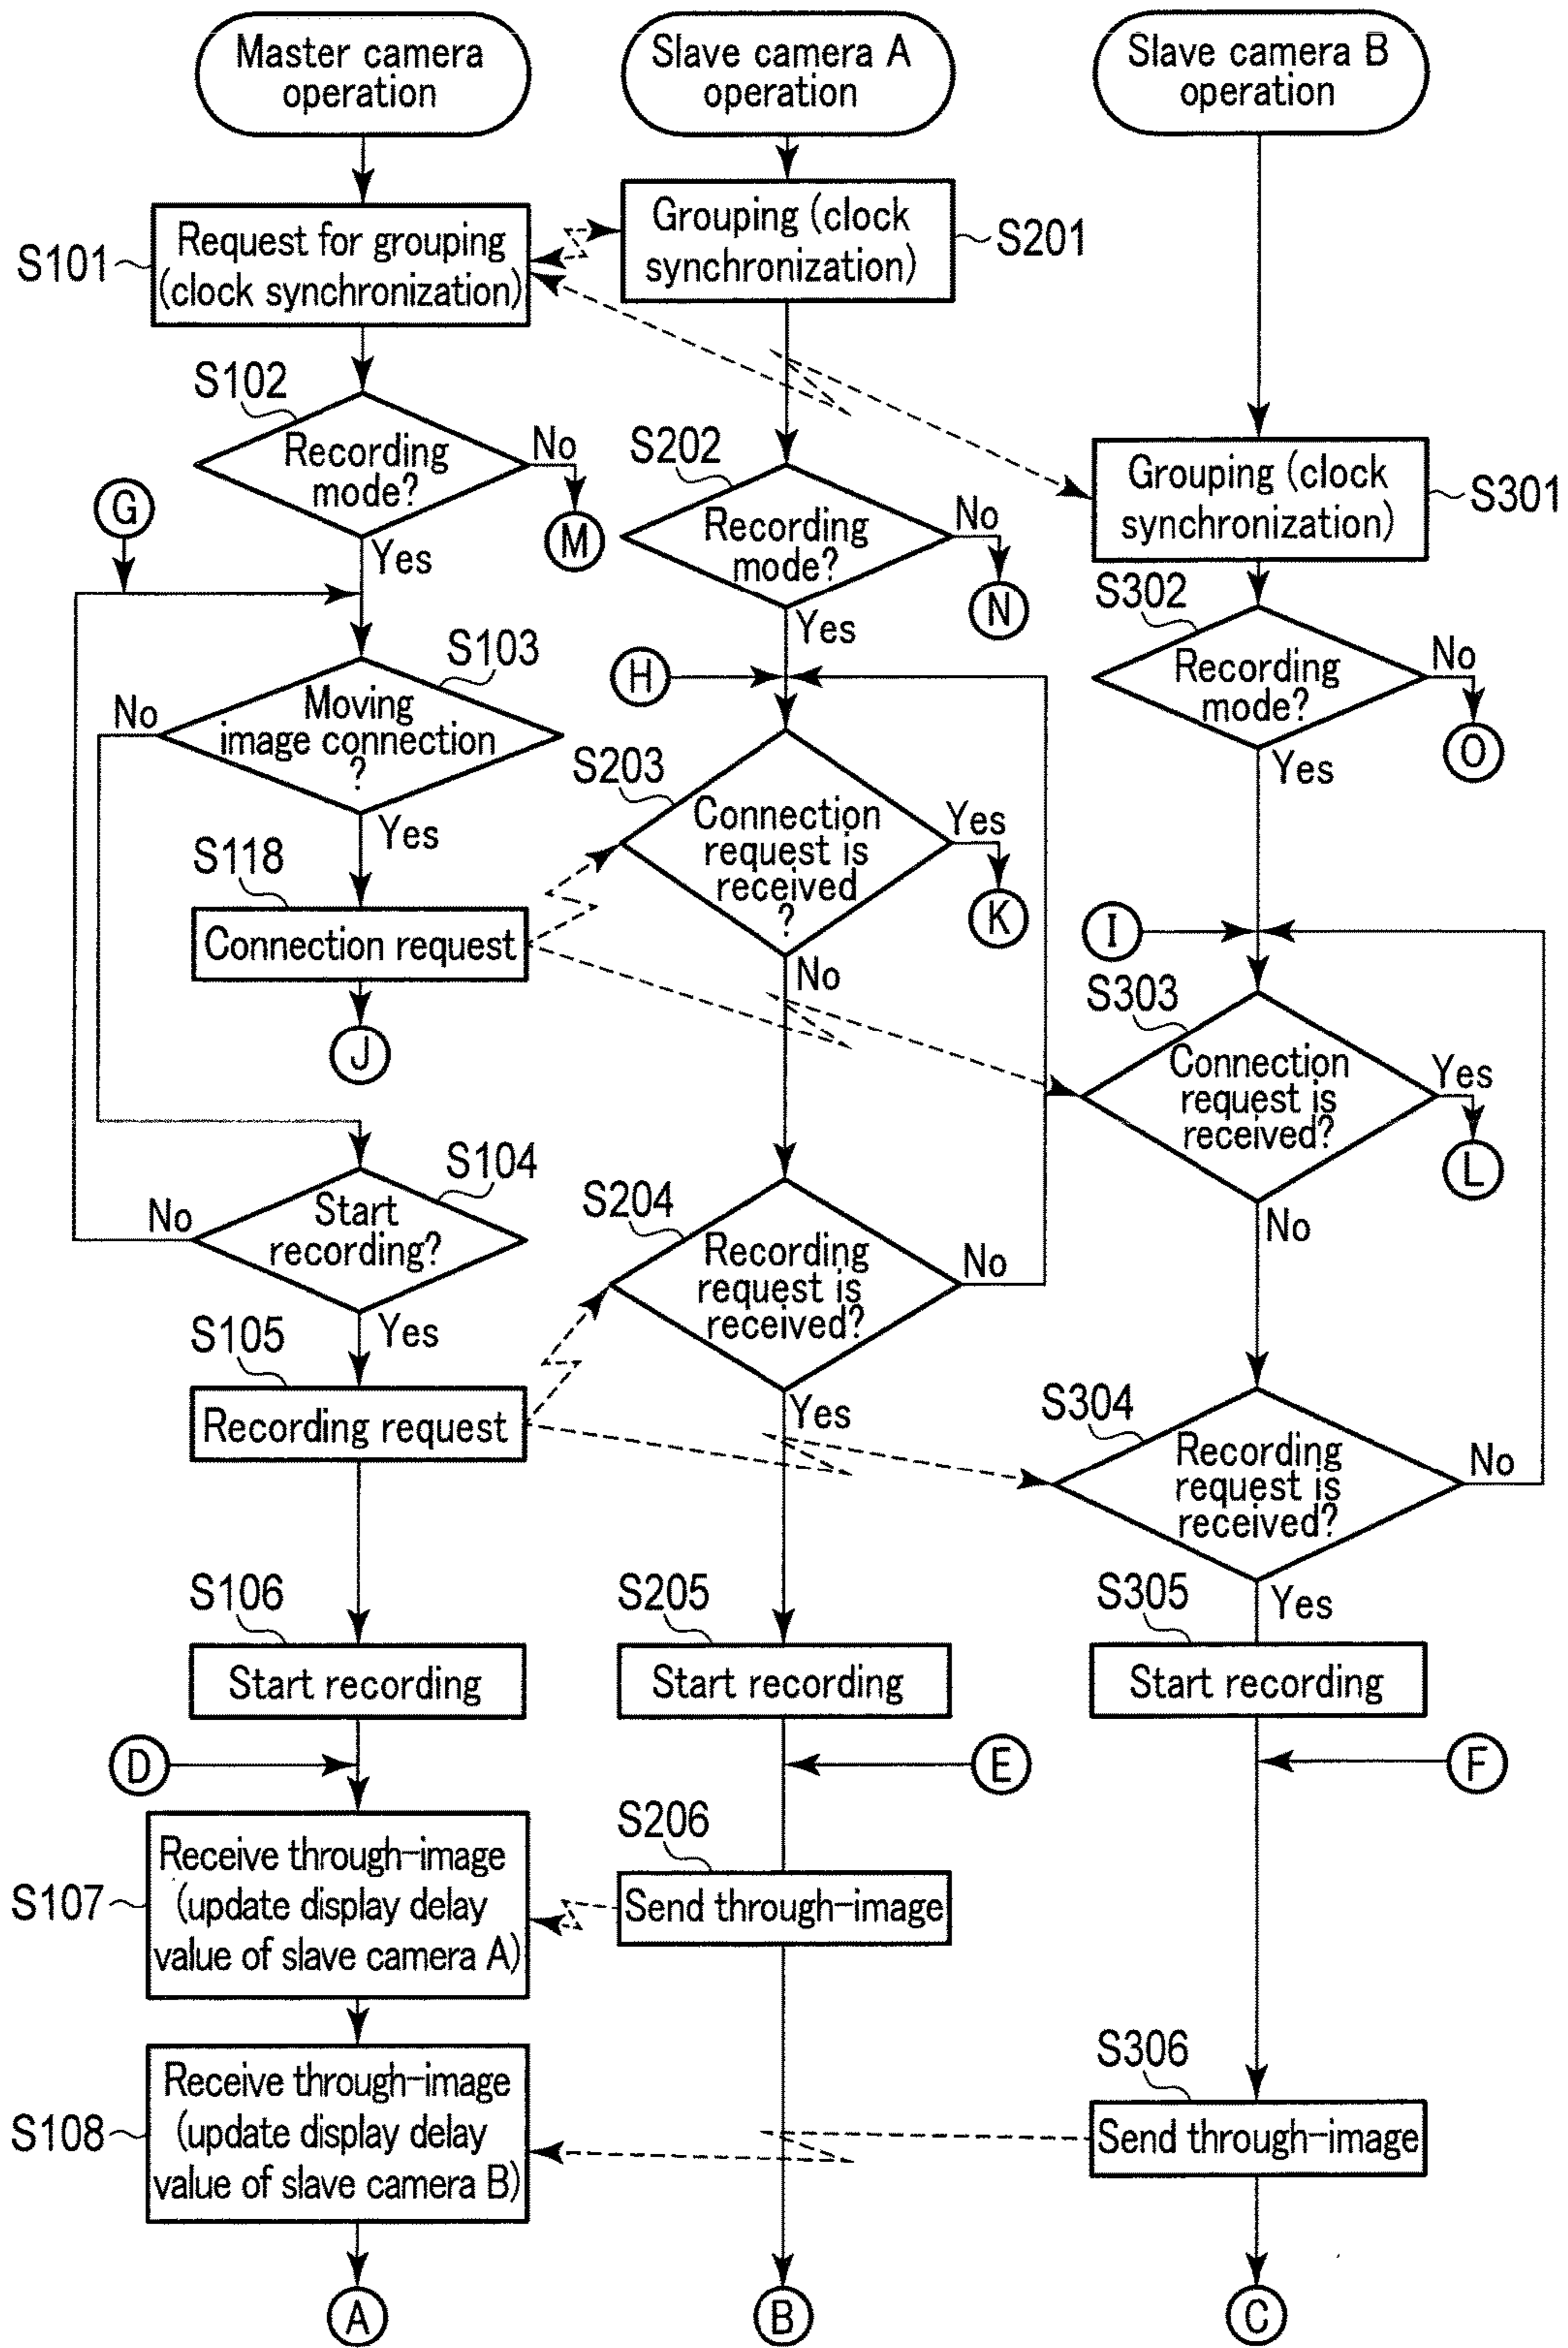 Master camera
operation
Slave camera A
operation
Slave camera B
operation
S101
Request for grouping
(clock synchronization)
Grouping (clock
synchronization)
S201
S102
Recording
mode?
No
M
Yes
G
S202
Recording
mode?
No
N
Yes
Grouping (clock
synchronization)
S301
S302
Recording
mode?
No
O
Yes
S103
Moving
image connection
?
No
Yes
H
S203
Connection
request is
received
?
Yes
K
No
S118
Connection request
J
I
S303
Connection
request is
received?
Yes
L
No
S104
Start
recording?
No
Yes
S204
Recording
request is
received?
No
Yes
S105
Recording request
S304
Recording
request is
received?
No
Yes
S106
Start recording
S205
Start recording
S305
Start recording
D
E
F
S107
Receive through-image
(update display delay
value of slave camera A)
S206
Send through-image
S108
Receive through-image
(update display delay
value of slave camera B)
S306
Send through-image
A
B
C